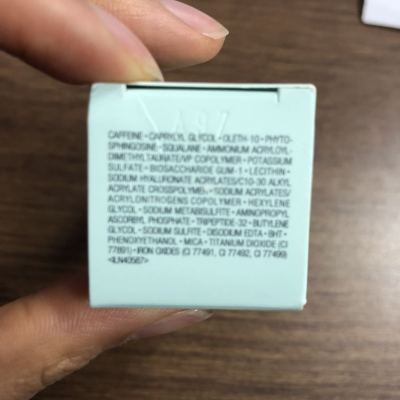 CAFFEINE • CAPRYLYL GLYCOL • OLETH-10 • PHYTO-
SPHINGOSINE • SQUALANE • AMMONIUM ACRYLOYL-
DIMETHYLTAURATE/VP COPOLYMER • POTASSIUM
SULFATE • BIOSACCHARIDE GUM-1 • LECITHIN •
SODIUM HYALURONATE ACRYLATES/C10-30 ALKYL
ACRYLATE CROSSPOLYMER • SODIUM ACRYLATES/
ACRYLONITROGENS COPOLYMER • HEXYLENE
GLYCOL • SODIUM METABISULFITE • AMINOPROPYL
ASCORBYL PHOSPHATE • TRIPEPTIDE-32 • BUTYLENE
GLYCOL • SODIUM SULFITE • DISODIUM EDTA • BHT •
PHENOXYETHANOL • MICA • TITANIUM DIOXIDE (CI
77891) • IRON OXIDES (CI 77491, CI 77492, CI 77499)
<ILN40567>